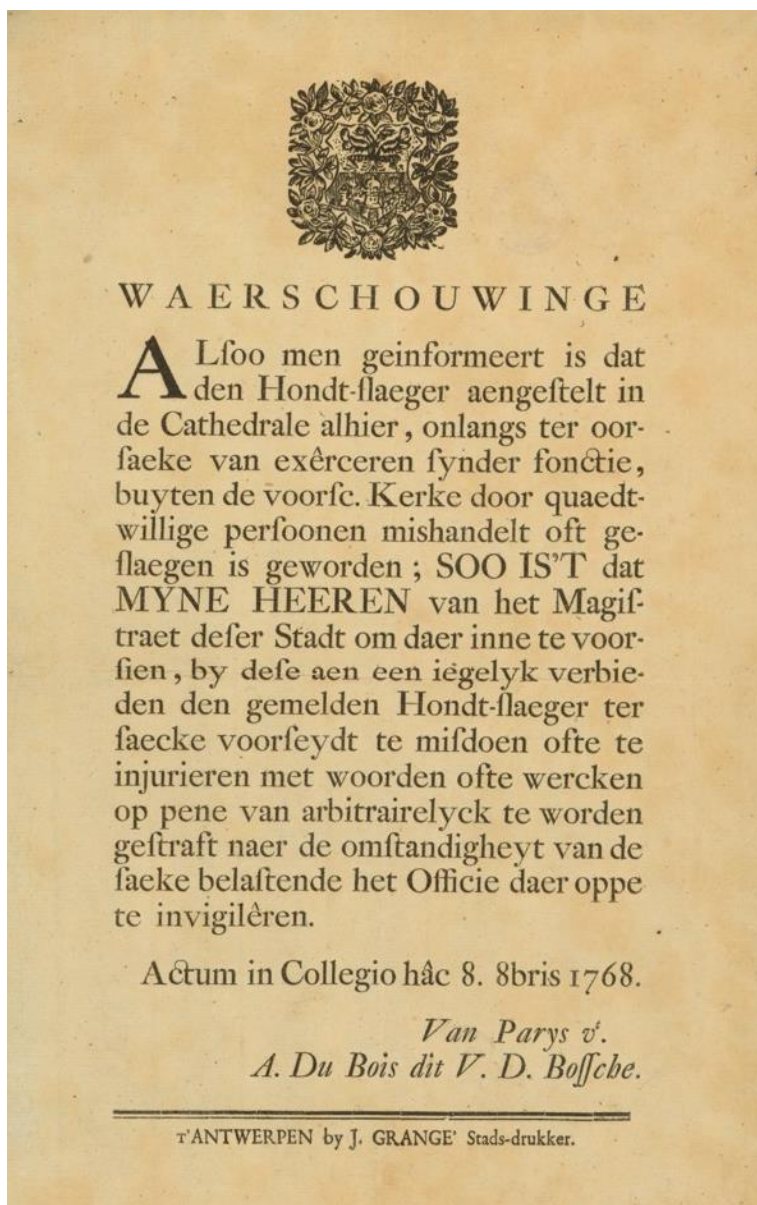 WAERSCHOUWINGE
ALſoo men geinformeert is dat
den Hondt-ſlaeger aengeſtelt in
de Cathedrale alhier, onlangs ter oor-
ſaeke van exêrceren ſynder fonctie,
buyten de voorſc. Kerke door quaedt-
willige perſoonen mishandelt oft ge-
ſlaegen is geworden; SOO IS'T dat
MYNE HEEREN van het Magiſ-
traet deſer Stadt om daer inne te voor-
ſien, by deſe aen een iegelyk verbie-
den den gemelden Hondt-ſlaeger ter
ſaecke voorſeydt te miſdoen ofte te
injurieren met woorden ofte wercken
op pene van arbitrairelyck te worden
geſtraft naer de omſtandigheyt van de
ſaeke belaſtende het Officie daer oppe
te invigilêren.
Actum in Collegio hâc 8. 8bris 1768.
Van Parys vt.
A. Du Bois dit V. D. Boſſche.
T'ANTWERPEN by J. GRANGE' Stads-drukker.